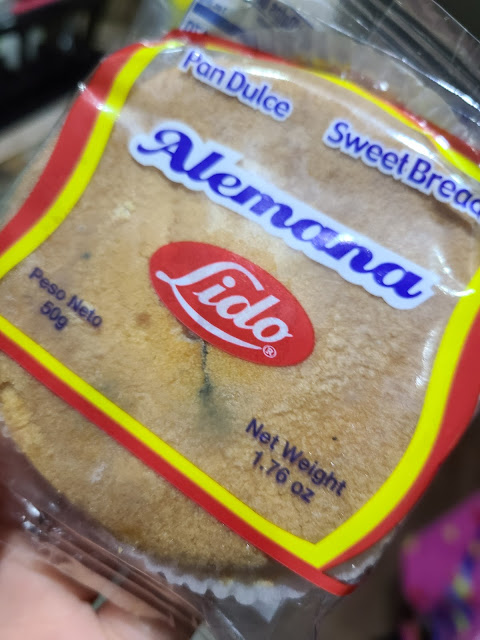 Pan Dulce
Sweet Bread
Alemana
Lido®
Peso Neto
50g
Net Weight
1.76 oz